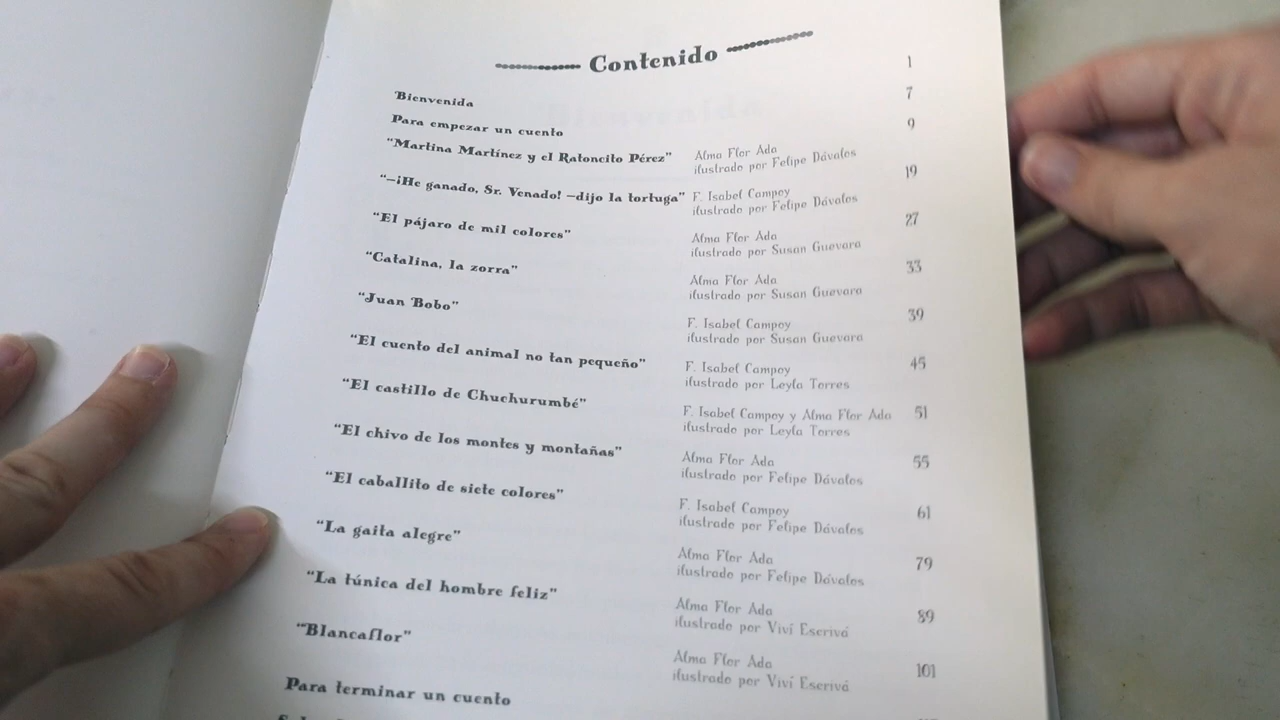 Contenido
Bienvenida 1
Para empezar un cuento 7
“Martina Martínez y el Ratoncito Pérez” Alma Flor Ada 9
ilustrado por Felipe Dávalos
“—¡He ganado, Sr. Venado! —dijo la tortuga” F. Isabel Campoy 19
ilustrado por Felipe Dávalos
“El pájaro de mil colores” Alma Flor Ada 27
ilustrado por Susan Guevara
“Catalina, la zorra” Alma Flor Ada 33
ilustrado por Susan Guevara
“Juan Bobo” F. Isabel Campoy 39
ilustrado por Susan Guevara
“El cuento del animal no tan pequeño” F. Isabel Campoy 45
ilustrado por Leyla Torres
“El castillo de Chuchurumbé” F. Isabel Campoy y Alma Flor Ada 51
ilustrado por Leyla Torres
“El chivo de los montes y montañas” Alma Flor Ada 55
ilustrado por Felipe Dávalos
“El caballito de siete colores” F. Isabel Campoy 61
ilustrado por Felipe Dávalos
“La gaita alegre” Alma Flor Ada 79
ilustrado por Felipe Dávalos
“La túnica del hombre feliz” Alma Flor Ada 89
ilustrado por Viví Escrivá
“Blancaflor” Alma Flor Ada 101
ilustrado por Viví Escrivá
Para terminar un cuento